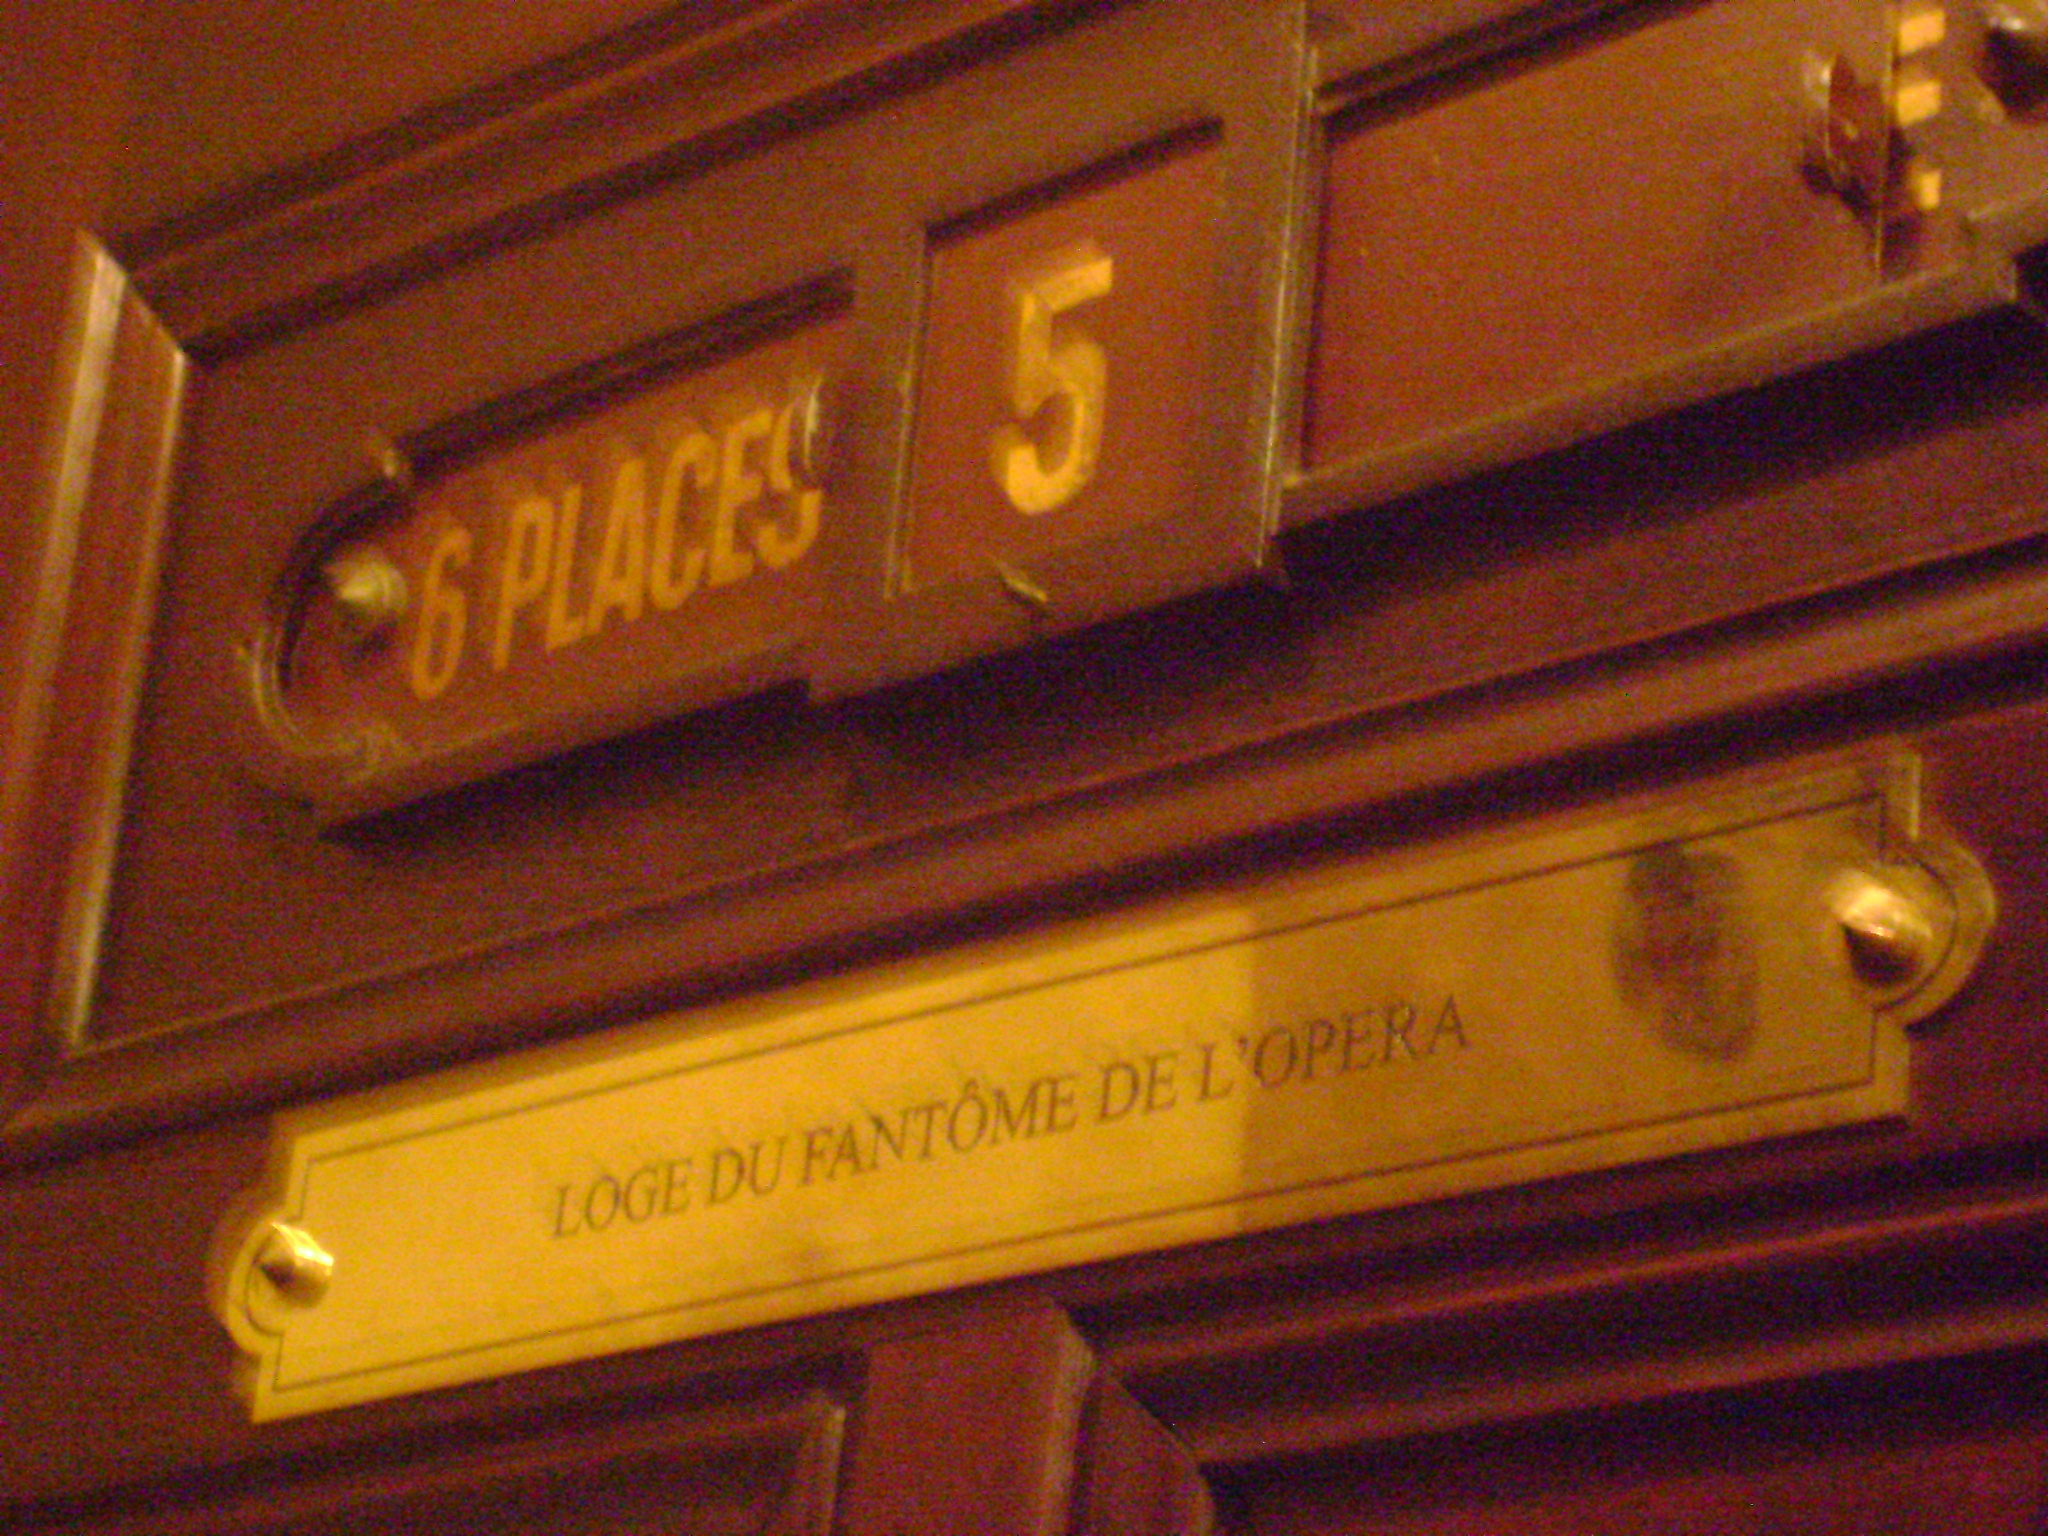 6 PLACES 5
LOGE DU FANTÔME DE L'OPERA